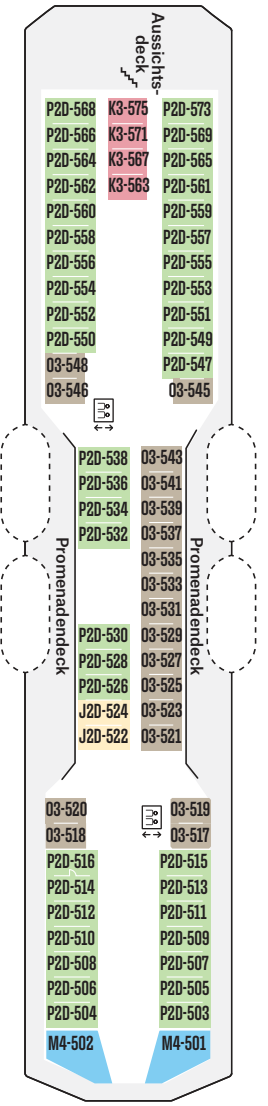 Aussichts-
deck
P2D-568 K3-575 P2D-573
P2D-566 K3-571 P2D-569
P2D-564 K3-567 P2D-565
P2D-562 K3-563 P2D-561
P2D-560 P2D-559
P2D-558 P2D-557
P2D-556 P2D-555
P2D-554 P2D-553
P2D-552 P2D-551
P2D-550 P2D-549
O3-548 P2D-547
O3-546 O3-545
P2D-538 O3-543
P2D-536 O3-541
P2D-534 O3-539
P2D-532 O3-537
O3-535
O3-533
O3-531
P2D-530 O3-529
P2D-528 O3-527
P2D-526 O3-525
J2D-524 O3-523
J2D-522 O3-521
Promenadendeck
Promenadendeck
O3-520 O3-519
O3-518 O3-517
P2D-516 P2D-515
P2D-514 P2D-513
P2D-512 P2D-511
P2D-510 P2D-509
P2D-508 P2D-507
P2D-506 P2D-505
P2D-504 P2D-503
M4-502 M4-501